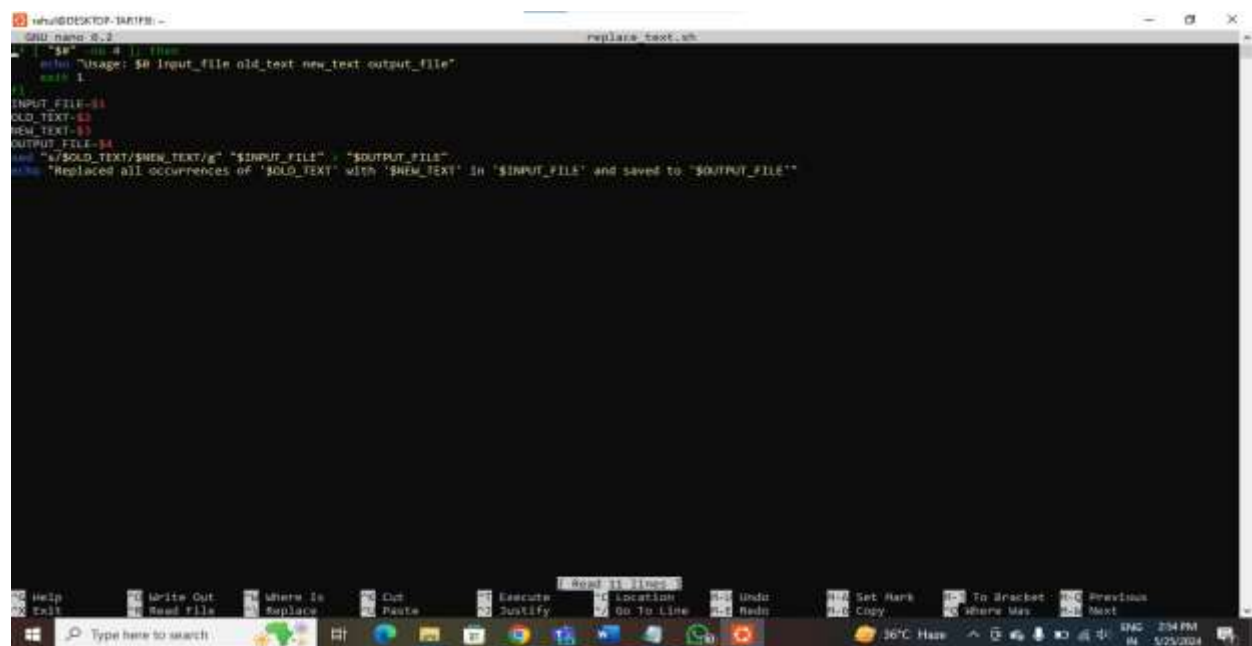 GNU nano 6.2 replace_text.sh
if [ "$#" -ne 4 ]; then
echo "Usage: $0 input_file old_text new_text output_file"
exit 1
fi
INPUT_FILE=$1
OLD_TEXT=$2
NEW_TEXT=$3
OUTPUT_FILE=$4
sed "s/$OLD_TEXT/$NEW_TEXT/g" "$INPUT_FILE" > "$OUTPUT_FILE"
echo "Replaced all occurrences of '$OLD_TEXT' with '$NEW_TEXT' in '$INPUT_FILE' and saved to '$OUTPUT_FILE'"
[ Read 11 lines ]
^G Help ^O Write Out ^W Where Is ^K Cut ^T Execute ^C Location M-U Undo M-A Set Mark M-] To Bracket M-Q Previous
^X Exit ^R Read File ^\ Replace ^U Paste ^J Justify ^/ Go To Line M-E Redo M-6 Copy ^Q Where Was M-W Next
Type here to search 36°C Haze ENG 2:54 PM
IN 5/25/2024